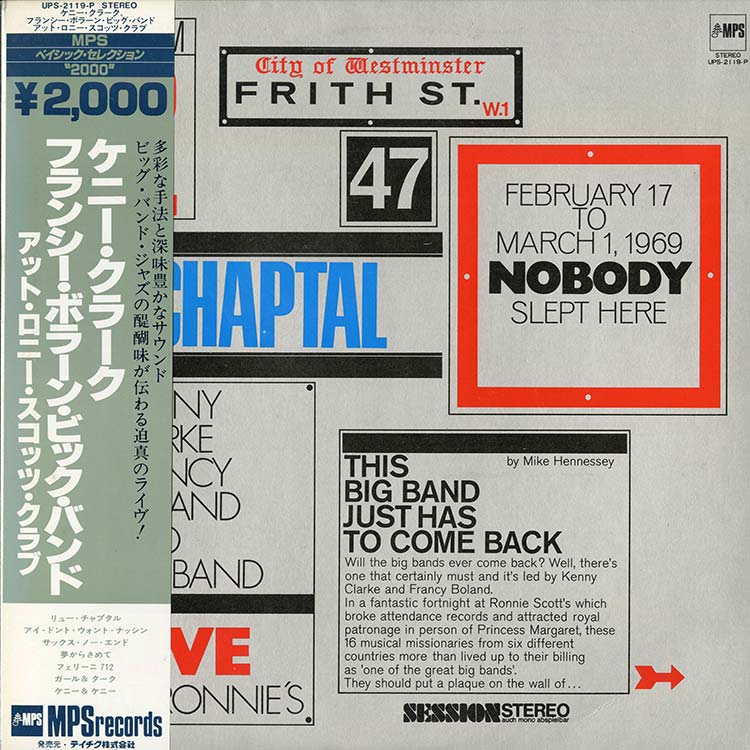 UPS-2119-P STEREO
ケニー・クラーク、
フランシー・ボラーン・ビッグ・バンド
アット・ロニー・スコッツ・クラブ
MPS
ベイシック・セレクション
"2000"
¥2,000
多彩な手法と深味豊かなサウンド
ビッグ・バンド・ジャズの醍醐味が伝わる迫真のライヴ!
ケニー・クラーク
フランシー・ボラーン・ビック・バンド
アット・ロニー・スコッツ・クラブ
リュー・チャプタル
アイ・ドント・ウォント・ナッシン
サックス・ノー・エンド
夢からさめて
フェリーニ 712
ガール&ターク
ケニー&ケニー
MPS MPSrecords
発売元・テイチク株式会社
City of Westminster
FRITH ST. W.1
MPS
STEREO
UPS-2119-P
47
FEBRUARY 17
TO
MARCH 1, 1969
NOBODY
SLEPT HERE
CHAPTAL
NY
RKE
NCY
AND
BAND
VE
RONNIE'S
THIS
BIG BAND
JUST HAS
TO COME BACK
by Mike Hennessey
Will the big bands ever come back? Well, there's
one that certainly must and it's led by Kenny
Clarke and Francy Boland.
In a fantastic fortnight at Ronnie Scott's which
broke attendance records and attracted royal
patronage in person of Princess Margaret, these
16 musical missionaries from six different
countries more than lived up to their billing
as 'one of the great big bands'.
They should put a plaque on the wall of...
SESSION STEREO
auch mono abspielbar